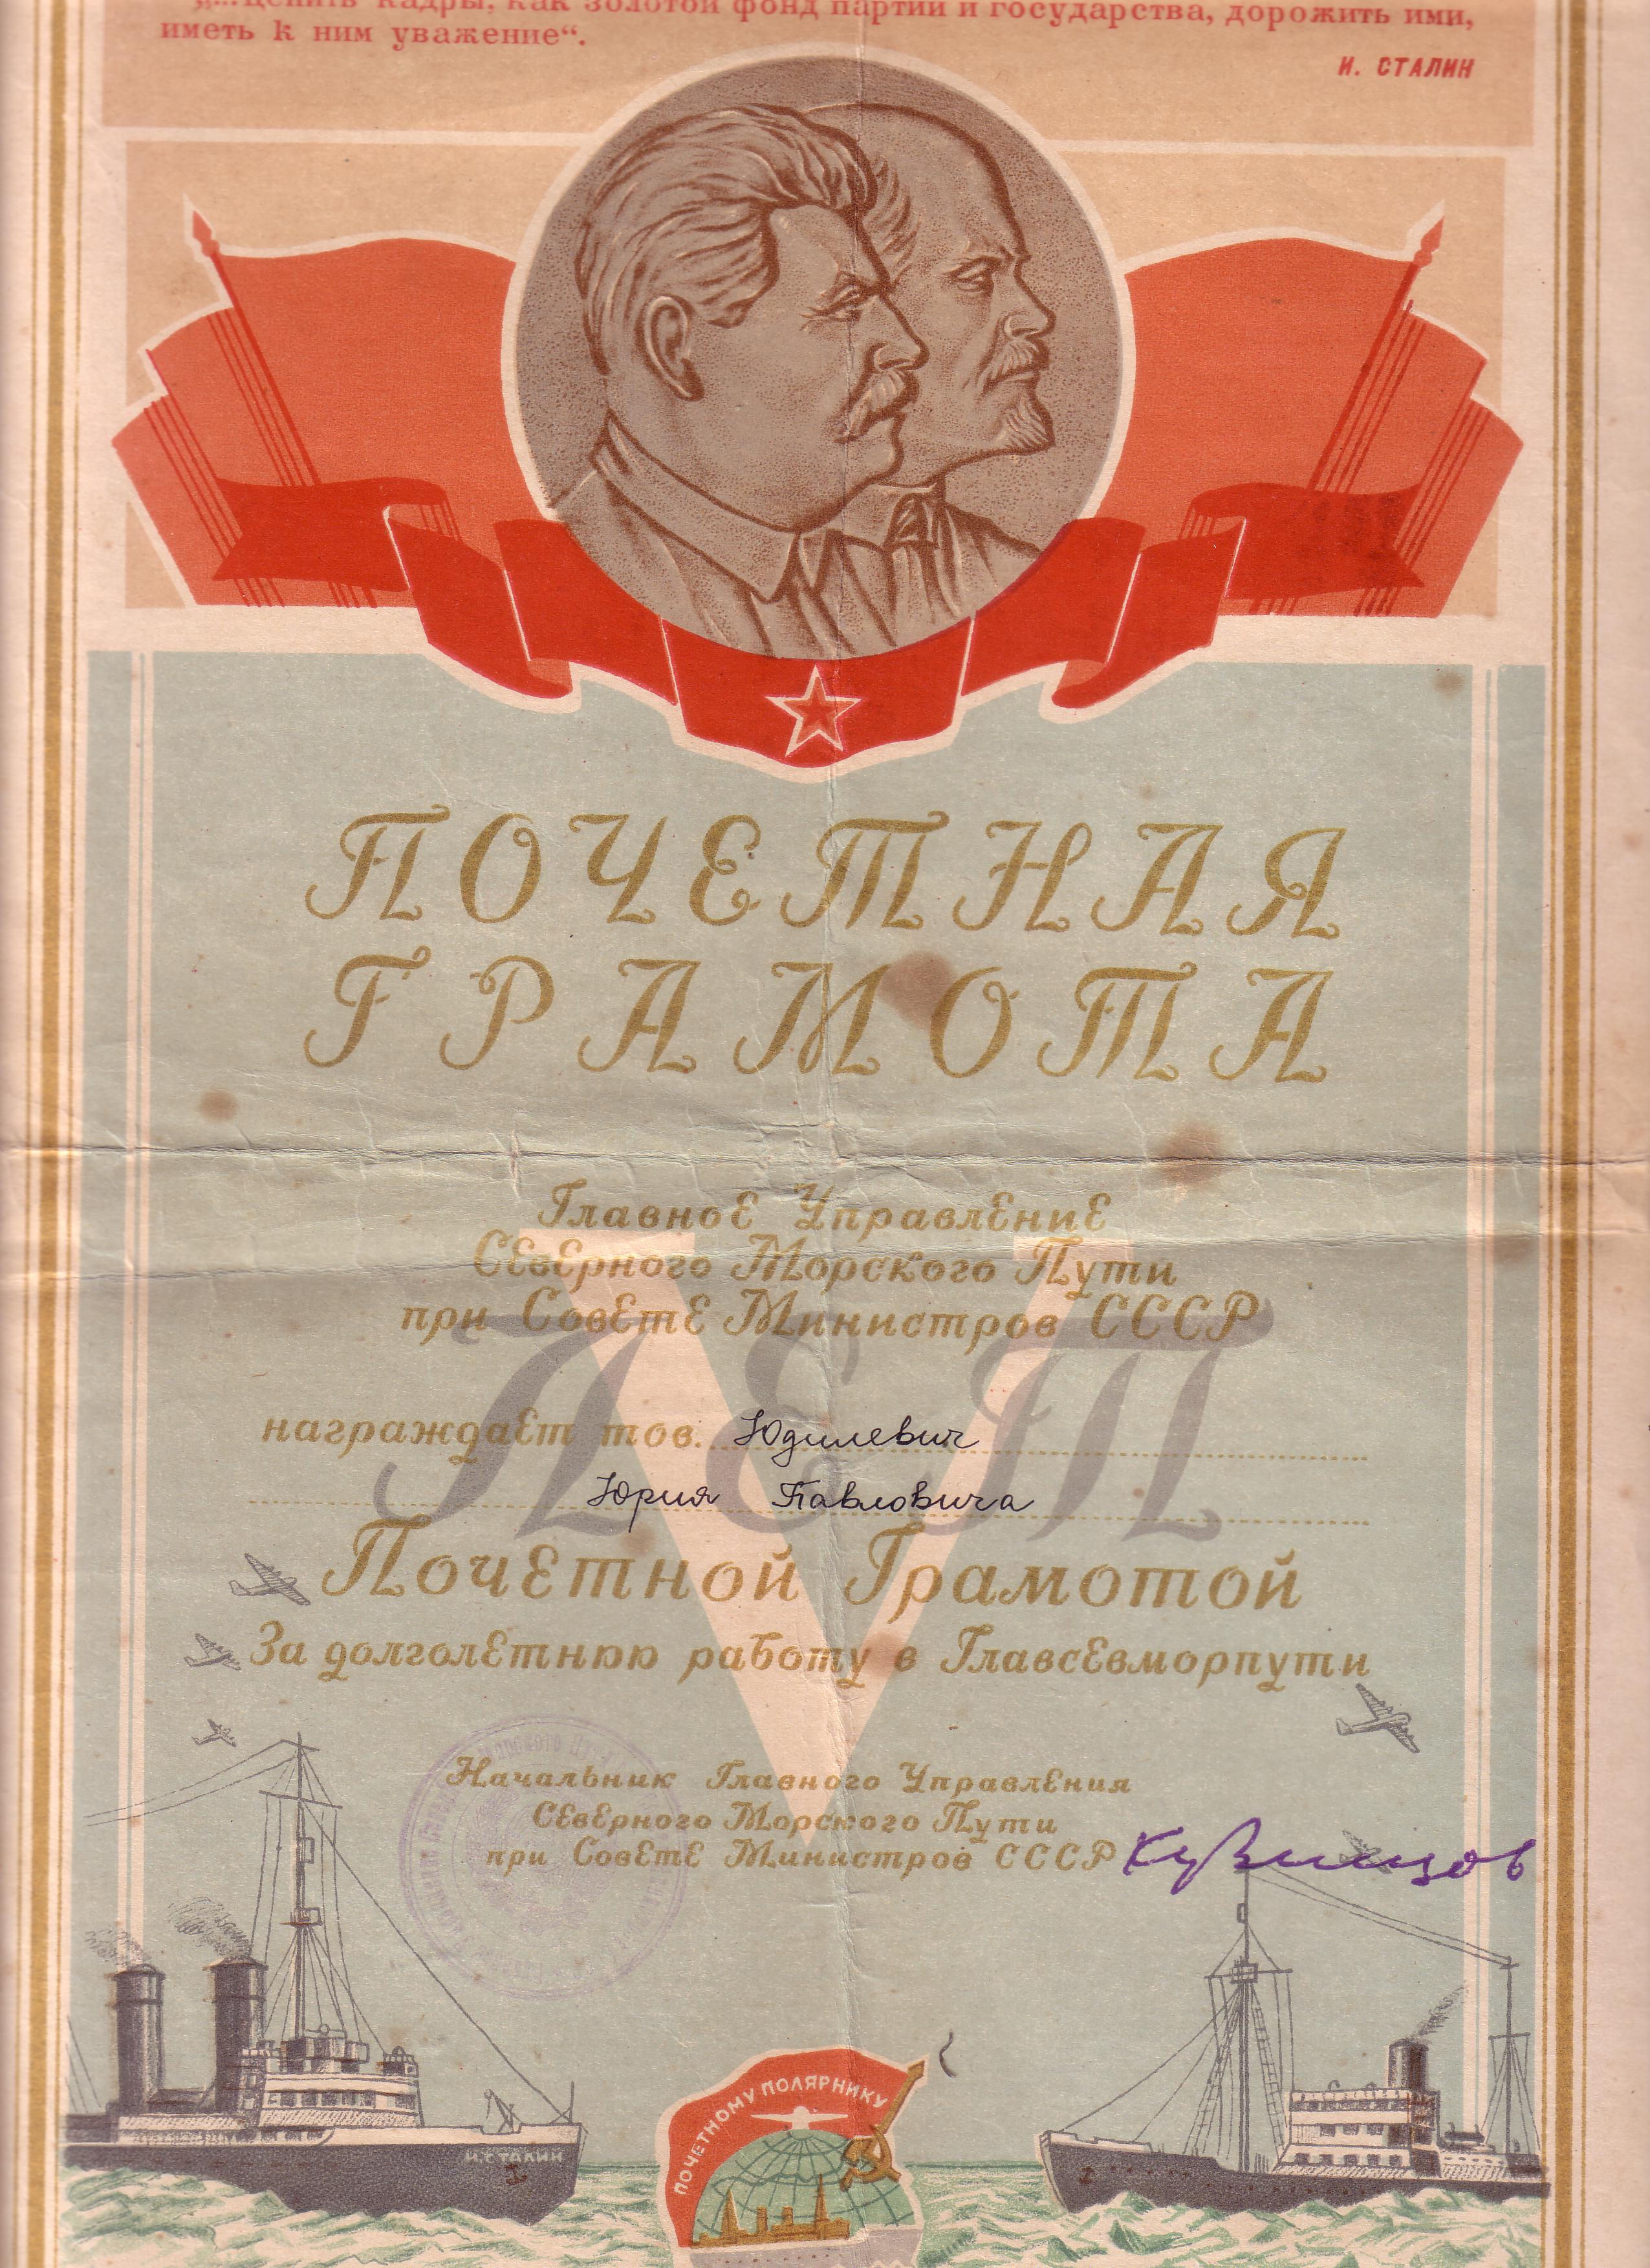 „...ценить кадры, как золотой фонд партии и государства, дорожить ими,
иметь к ним уважение“.
И. СТАЛИН
ПОЧЕТНАЯ
ГРАМОТА
Главное Управление
Северного Морского Пути
при Совете Министров СССР
V ЛЕТ
награждает тов. Юдилевич
Юрия Павловича
Почетной Грамотой
За долголетнюю работу в Главсевморпути
Начальник Главного Управления
Северного Морского Пути
при Совете Министров СССР Кузнецов
И. СТАЛИН
ПОЧЕТНОМУ ПОЛЯРНИКУ